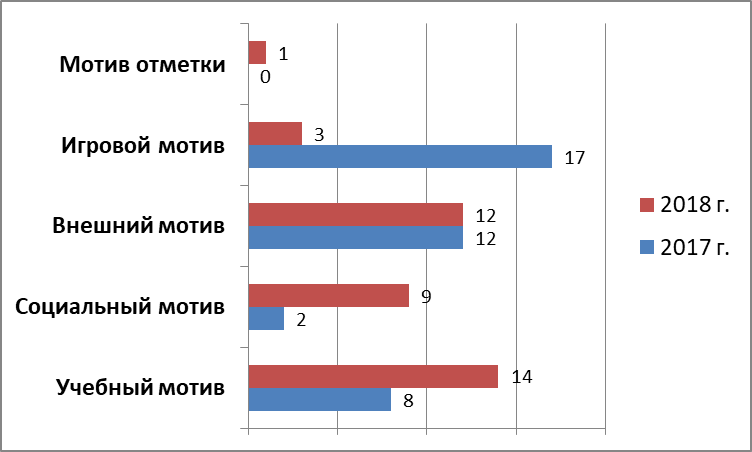 Мотив отметки
1
0
Игровой мотив
3
17
Внешний мотив
12
12
Социальный мотив
9
2
Учебный мотив
14
8
2018 г.
2017 г.